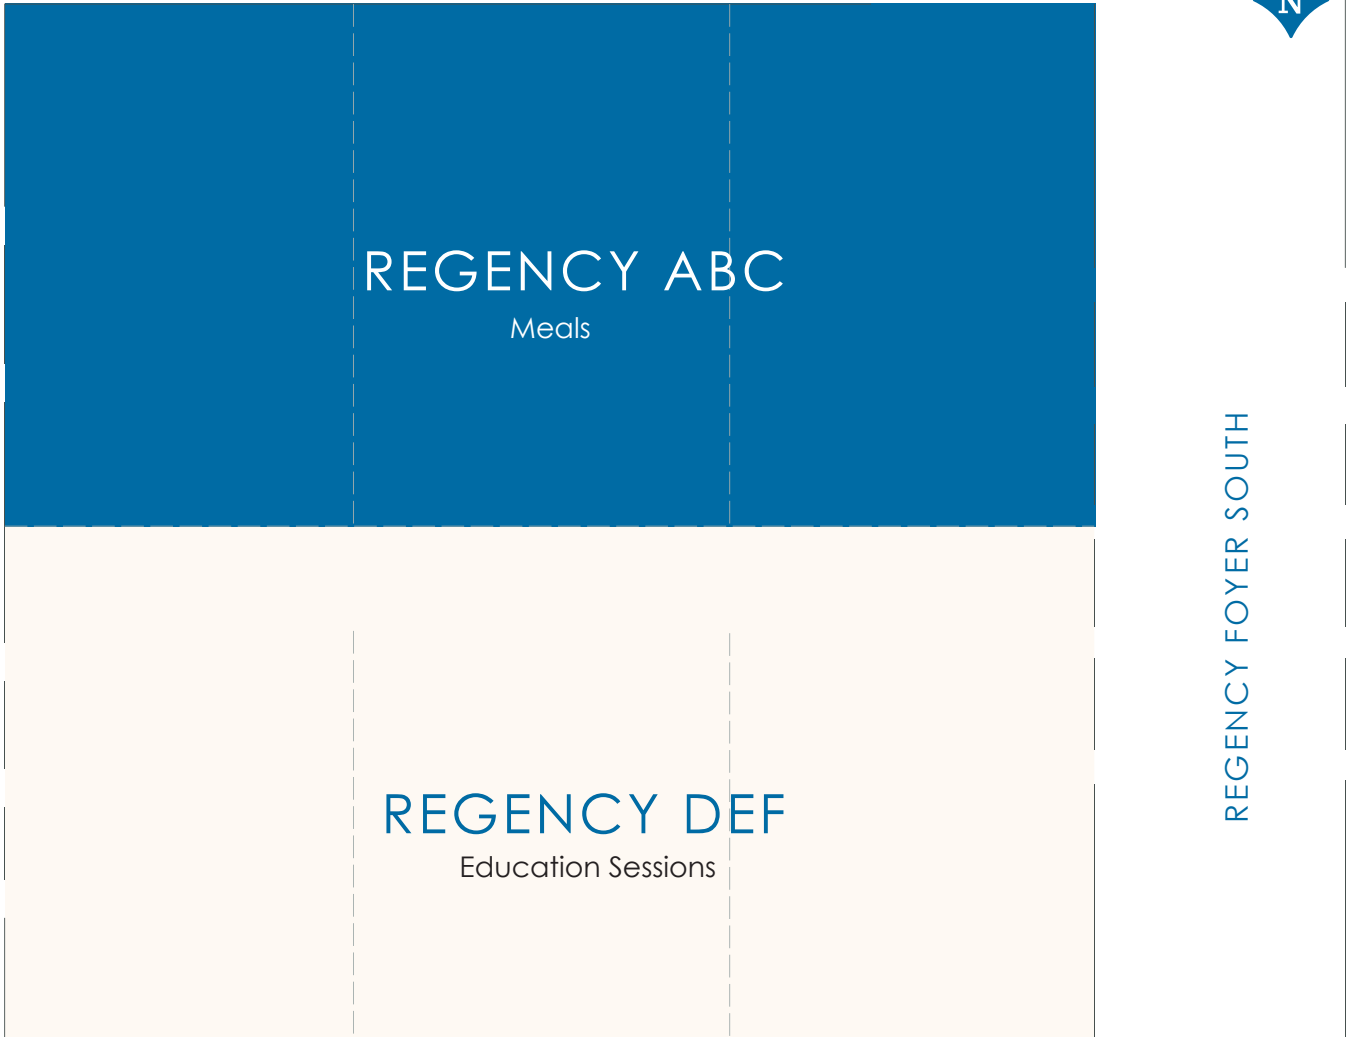 N
REGENCY ABC
Meals
REGENCY FOYER SOUTH
REGENCY DEF
Education Sessions